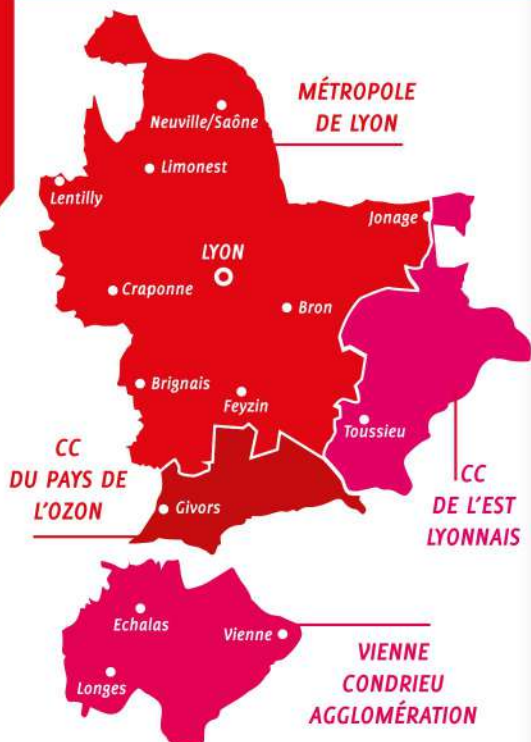 MÉTROPOLE
DE LYON
Neuville/Saône
Limonest
Lentilly
Jonage
LYON
Craponne
Bron
Brignais
Feyzin
Toussieu
CC
DU PAYS DE
L'OZON
CC
DE L'EST
LYONNAIS
Givors
Echalas
Vienne
Longes
VIENNE
CONDRIEU
AGGLOMÉRATION